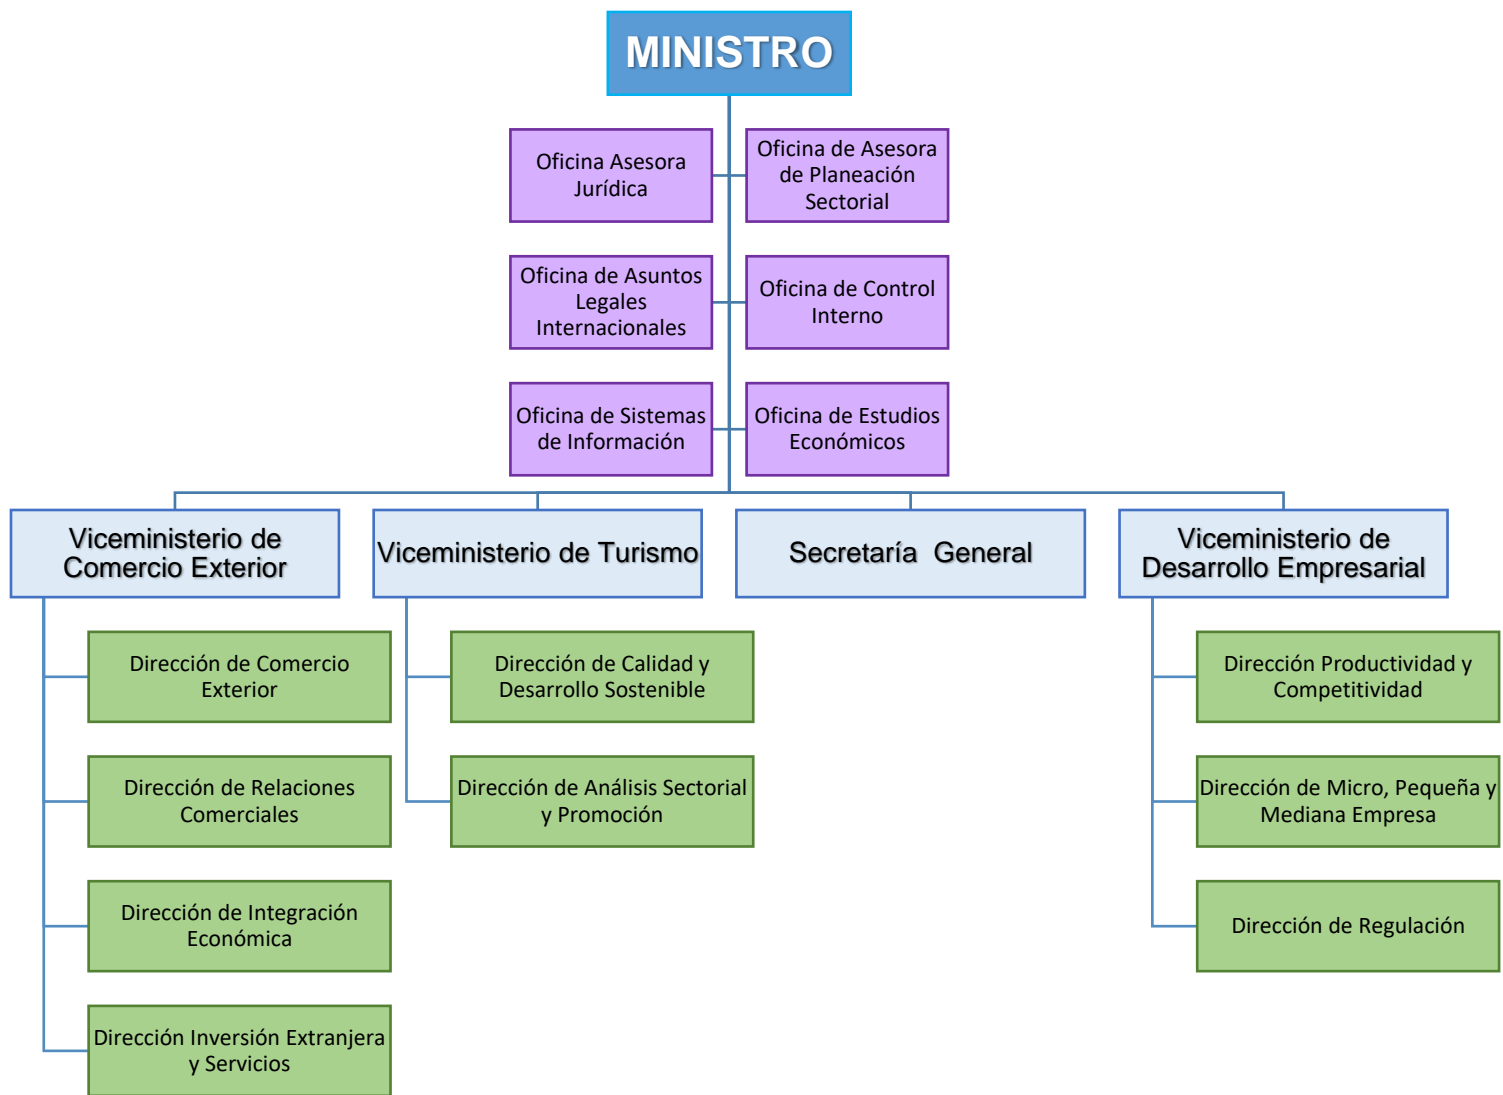 MINISTRO
Oficina Asesora
Jurídica
Oficina de Asesora
de Planeación
Sectorial
Oficina de Asuntos
Legales
Internacionales
Oficina de Control
Interno
Oficina de Sistemas
de Información
Oficina de Estudios
Económicos
Viceministerio de
Comercio Exterior
Viceministerio de Turismo
Secretaría General
Viceministerio de
Desarrollo Empresarial
Dirección de Comercio
Exterior
Dirección de Relaciones
Comerciales
Dirección de Integración
Económica
Dirección Inversión Extranjera
y Servicios
Dirección de Calidad y
Desarrollo Sostenible
Dirección de Análisis Sectorial
y Promoción
Dirección Productividad y
Competitividad
Dirección de Micro, Pequeña y
Mediana Empresa
Dirección de Regulación